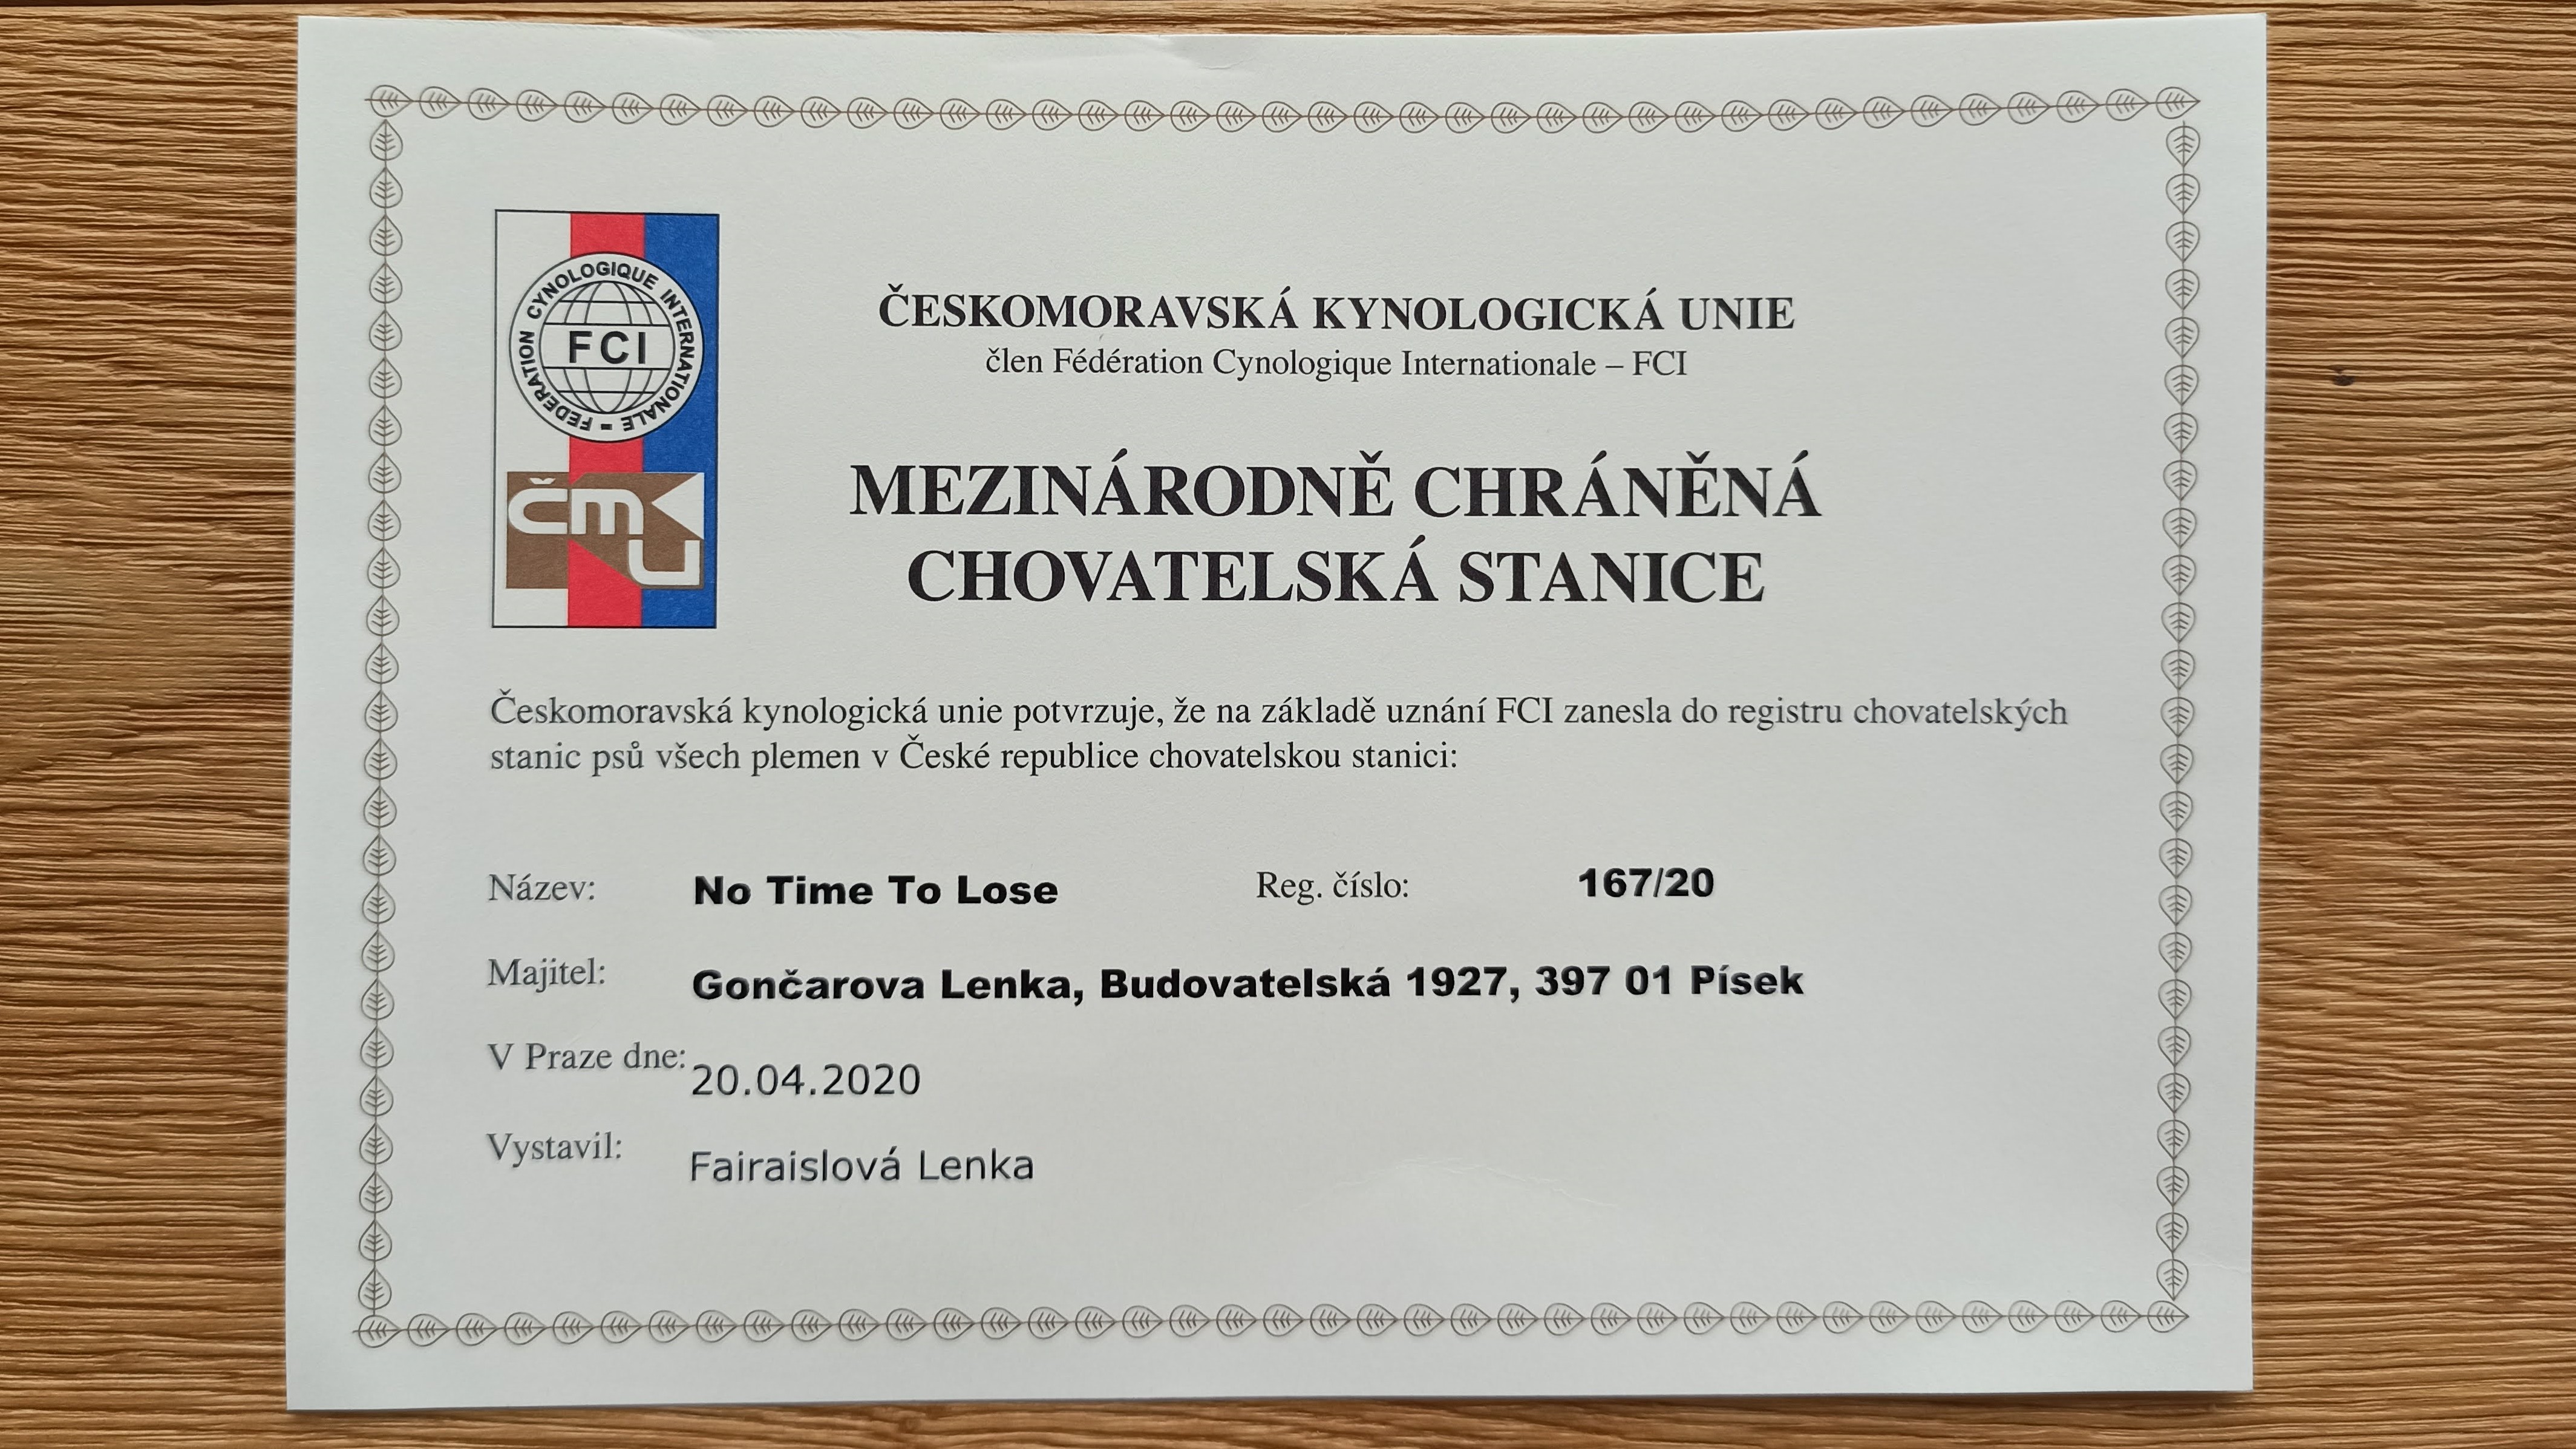 FEDERATION CYNOLOGIQUE INTERNATIONALE –
FCI
čmKU
ČESKOMORAVSKÁ KYNOLOGICKÁ UNIE
člen Fédération Cynologique Internationale – FCI
MEZINÁRODNĚ CHRÁNĚNÁ
CHOVATELSKÁ STANICE
Českomoravská kynologická unie potvrzuje, že na základě uznání FCI zanesla do registru chovatelských
stanic psů všech plemen v České republice chovatelskou stanici:
Název: No Time To Lose Reg. číslo: 167/20
Majitel: Gončarova Lenka, Budovatelská 1927, 397 01 Písek
V Praze dne: 20.04.2020
Vystavil: Fairaislová Lenka